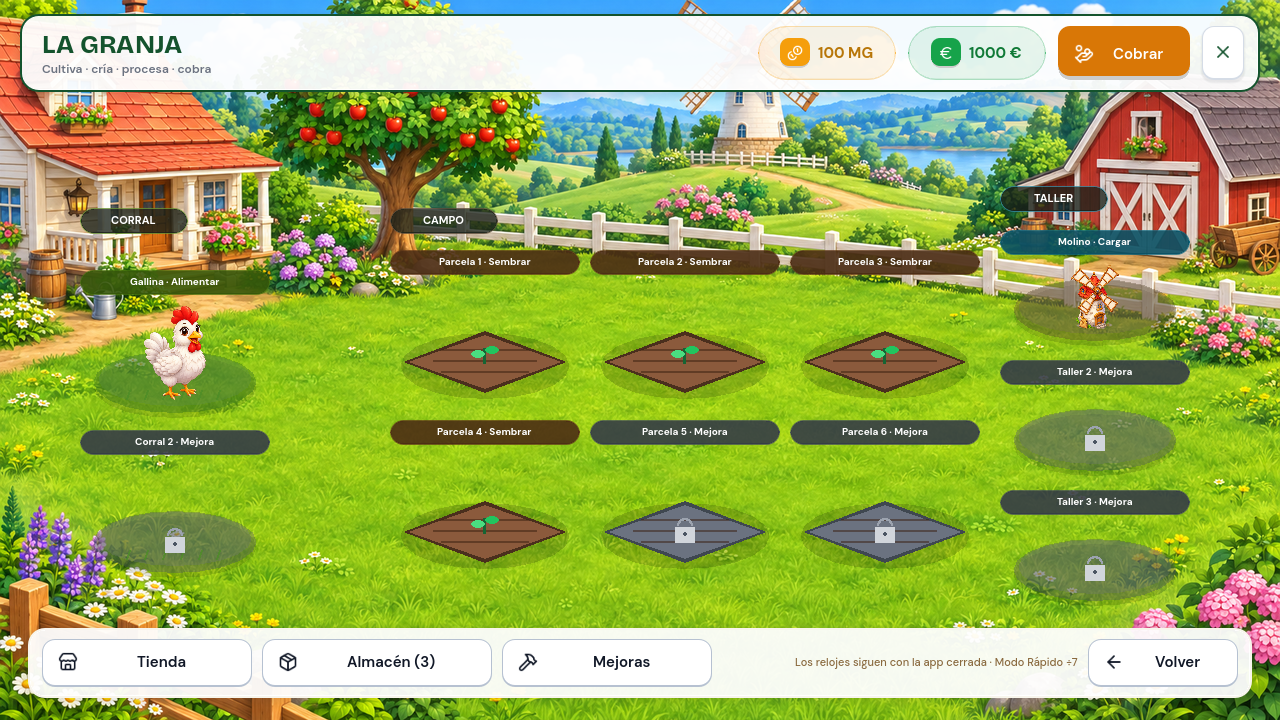 LA GRANJA
Cultiva · cría · procesa · cobra
100 MG
1000 €
Cobrar
CORRAL
CAMPO
TALLER
Gallina · Alimentar
Parcela 1 · Sembrar
Parcela 2 · Sembrar
Parcela 3 · Sembrar
Molino · Cargar
Taller 2 · Mejora
Corral 2 · Mejora
Parcela 4 · Sembrar
Parcela 5 · Mejora
Parcela 6 · Mejora
Taller 3 · Mejora
Tienda
Almacén (3)
Mejoras
Los relojes siguen con la app cerrada · Modo Rápido ÷7
Volver